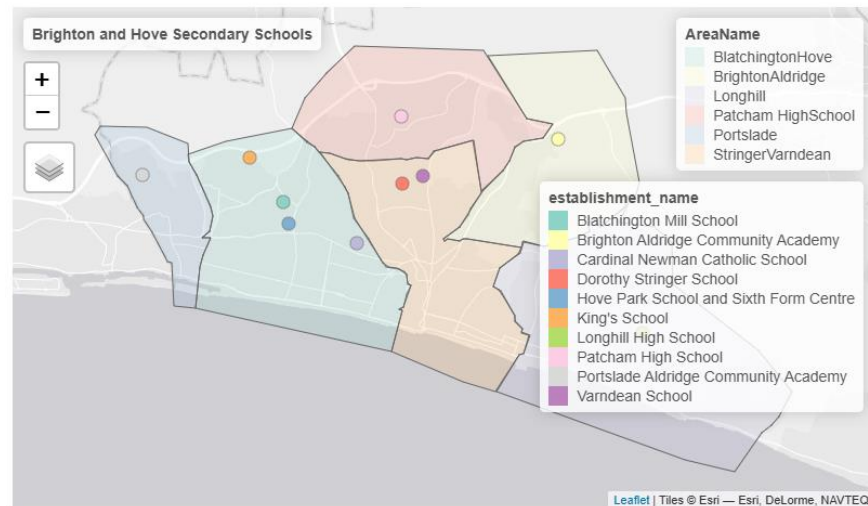 Brighton and Hove Secondary Schools
+
−
AreaName
BlatchingtonHove
BrightonAldridge
Longhill
Patcham HighSchool
Portslade
StringerVarndean
establishment_name
Blatchington Mill School
Brighton Aldridge Community Academy
Cardinal Newman Catholic School
Dorothy Stringer School
Hove Park School and Sixth Form Centre
King's School
Longhill High School
Patcham High School
Portslade Aldridge Community Academy
Varndean School
Leaflet | Tiles © Esri — Esri, DeLorme, NAVTEQ